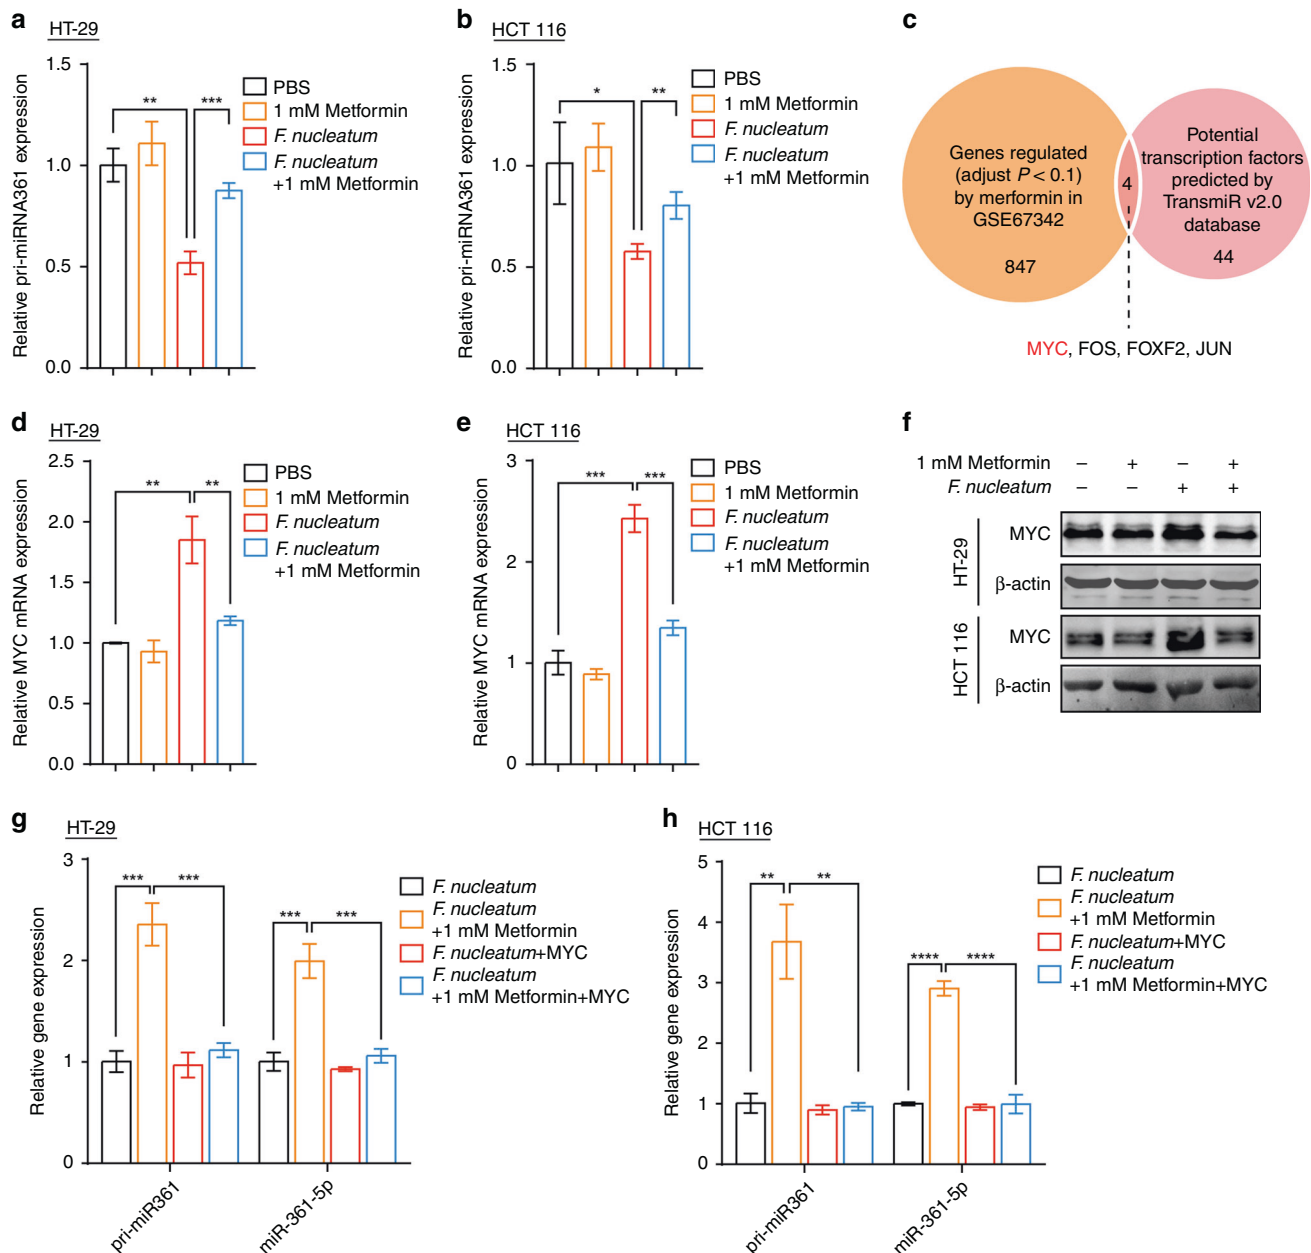 a
HT-29
Relative pri-miRNA361 expression
1.5
1.0
0.5
0.0
**
***
PBS
1 mM Metformin
F. nucleatum
F. nucleatum
+1 mM Metformin
b
HCT 116
Relative pri-miRNA361 expression
1.5
1.0
0.5
0.0
*
**
PBS
1 mM Metformin
F. nucleatum
F. nucleatum
+1 mM Metformin
c
Genes regulated
(adjust P < 0.1)
by merformin in
GSE67342
847
4
Potential
transcription factors
predicted by
TransmiR v2.0
database
44
MYC, FOS, FOXF2, JUN
d
HT-29
Relative MYC mRNA expression
2.5
2.0
1.5
1.0
0.5
0.0
**
**
PBS
1 mM Metformin
F. nucleatum
F. nucleatum
+1 mM Metformin
e
HCT 116
Relative MYC mRNA expression
3
2
1
0
***
***
PBS
1 mM Metformin
F. nucleatum
F. nucleatum
+1 mM Metformin
f
1 mM Metformin – + – +
F. nucleatum – – + +
HT-29
MYC
β-actin
HCT 116
MYC
β-actin
g
HT-29
Relative gene expression
3
2
1
0
***
***
***
***
pri-miR361
miR-361-5p
F. nucleatum
F. nucleatum
+1 mM Metformin
F. nucleatum+MYC
F. nucleatum
+1 mM Metformin+MYC
h
HCT 116
Relative gene expression
5
4
3
2
1
0
**
**
****
****
pri-miR361
miR-361-5p
F. nucleatum
F. nucleatum
+1 mM Metformin
F. nucleatum+MYC
F. nucleatum
+1 mM Metformin+MYC